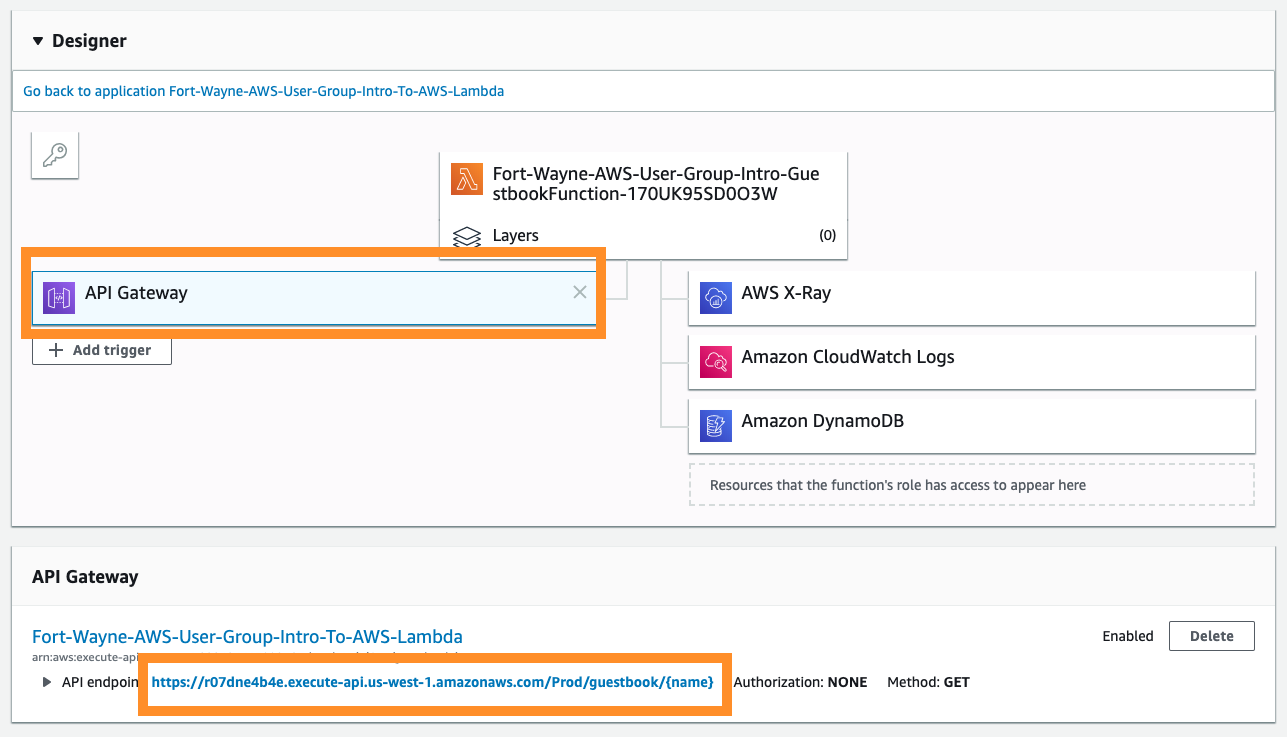 Designer
Go back to application Fort-Wayne-AWS-User-Group-Intro-To-AWS-Lambda
Fort-Wayne-AWS-User-Group-Intro-Gue
stbookFunction-170UK95SD0O3W
Layers (0)
API Gateway
Add trigger
AWS X-Ray
Amazon CloudWatch Logs
Amazon DynamoDB
Resources that the function's role has access to appear here
API Gateway
Fort-Wayne-AWS-User-Group-Intro-To-AWS-Lambda
Enabled Delete
arn:aws:execute-api
API endpoin https://r07dne4b4e.execute-api.us-west-1.amazonaws.com/Prod/guestbook/{name} Authorization: NONE Method: GET